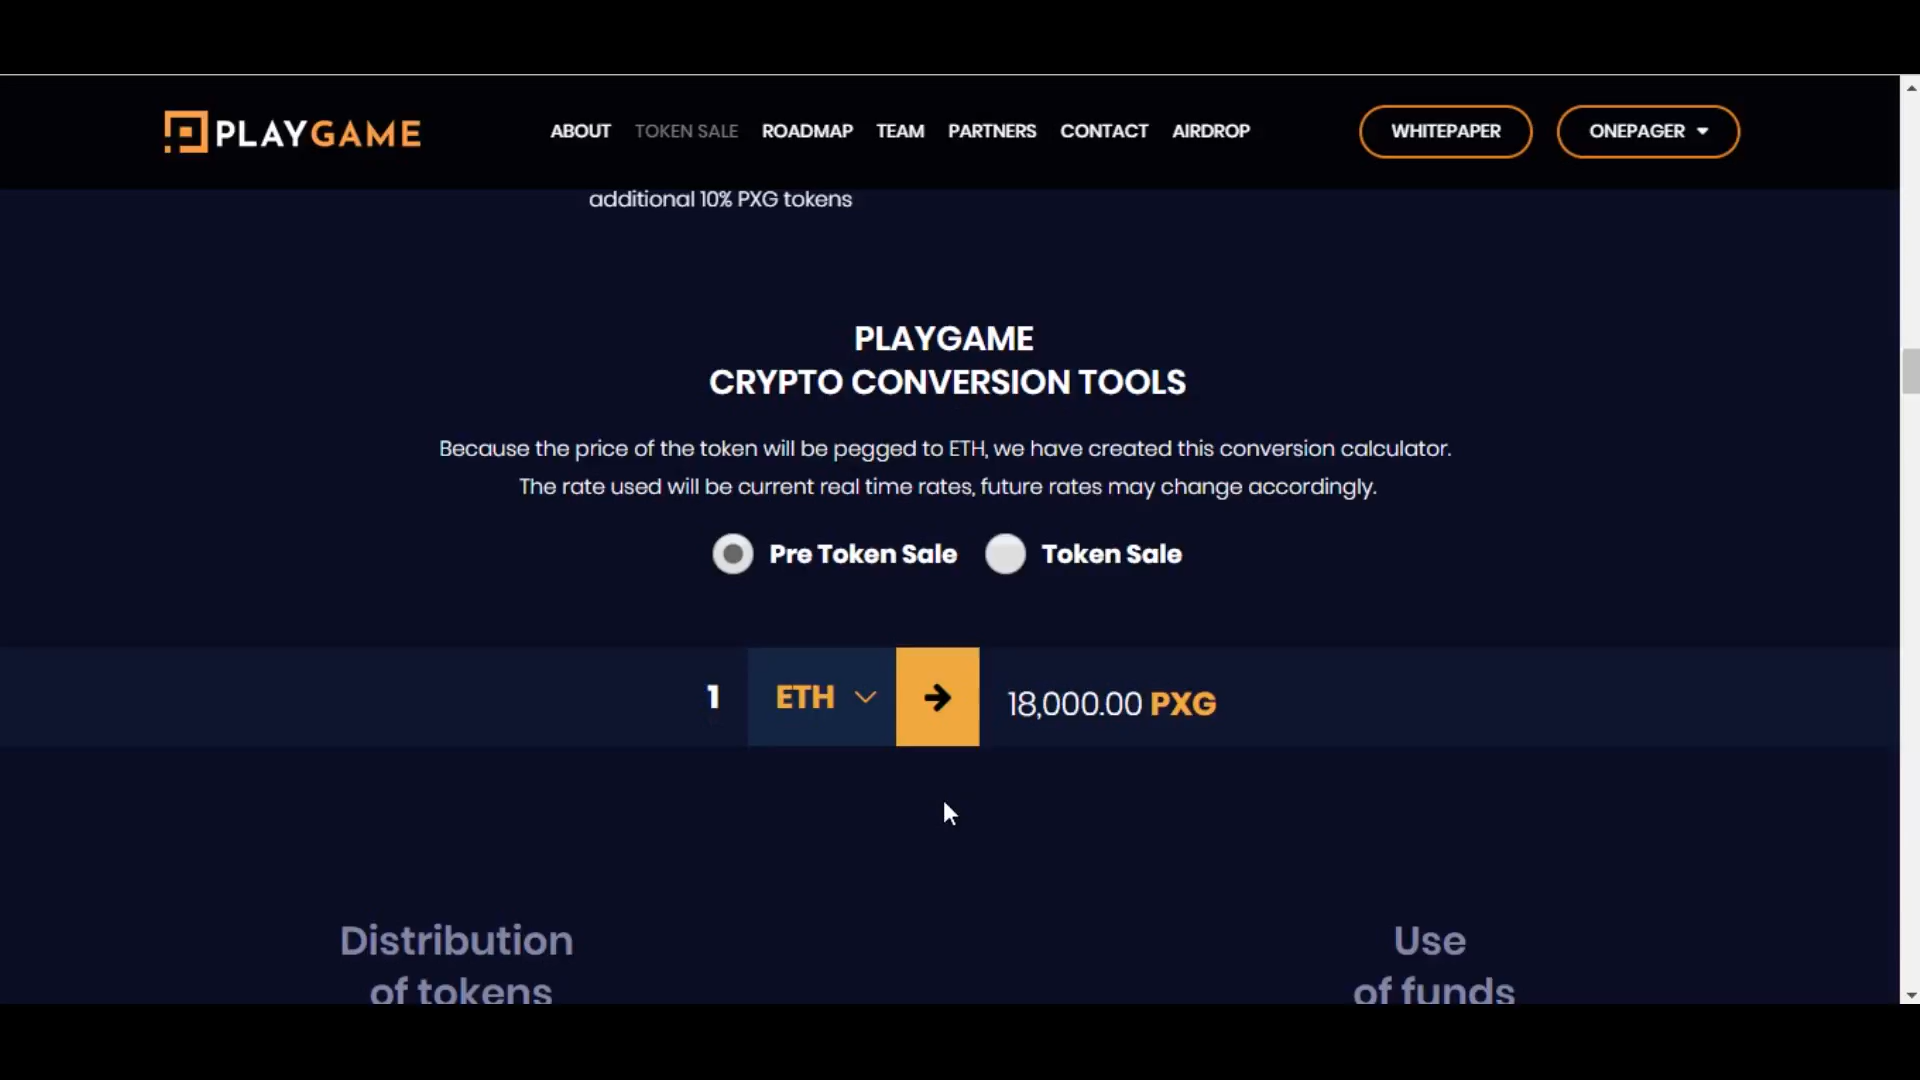 PLAYGAME
ABOUT TOKEN SALE ROADMAP TEAM PARTNERS CONTACT AIRDROP
WHITEPAPER ONEPAGER
additional 10% PXG tokens
PLAYGAME
CRYPTO CONVERSION TOOLS
Because the price of the token will be pegged to ETH, we have created this conversion calculator.
The rate used will be current real time rates, future rates may change accordingly.
Pre Token Sale Token Sale
1 ETH 18,000.00 PXG
Distribution
of tokens
Use
of funds